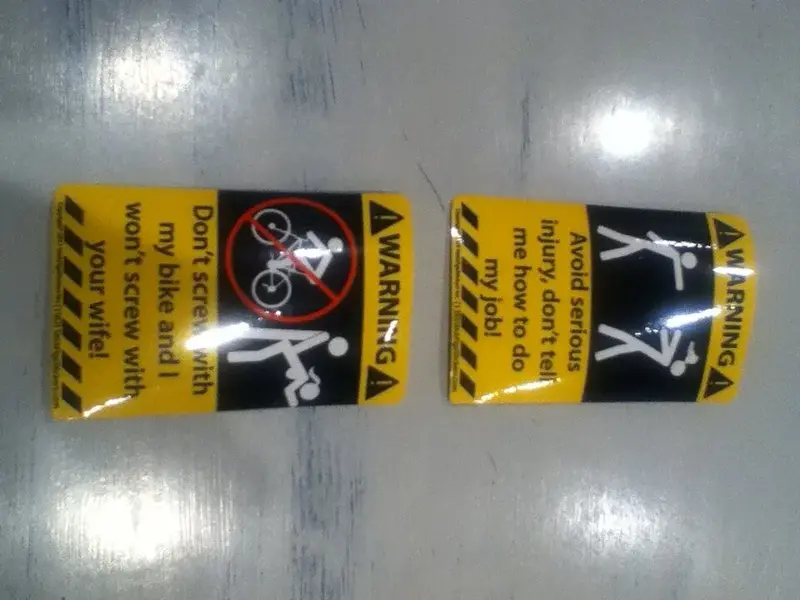 WARNING
Don't screw with
my bike and I
won't screw with
your wife!
WARNING
Avoid serious
injury, don't tell
me how to do
my job!